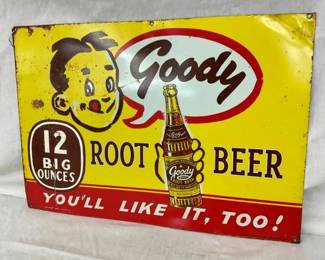 Goody
12
BIG
OUNCES
ROOT BEER
Goody
YOU'LL LIKE IT, TOO!